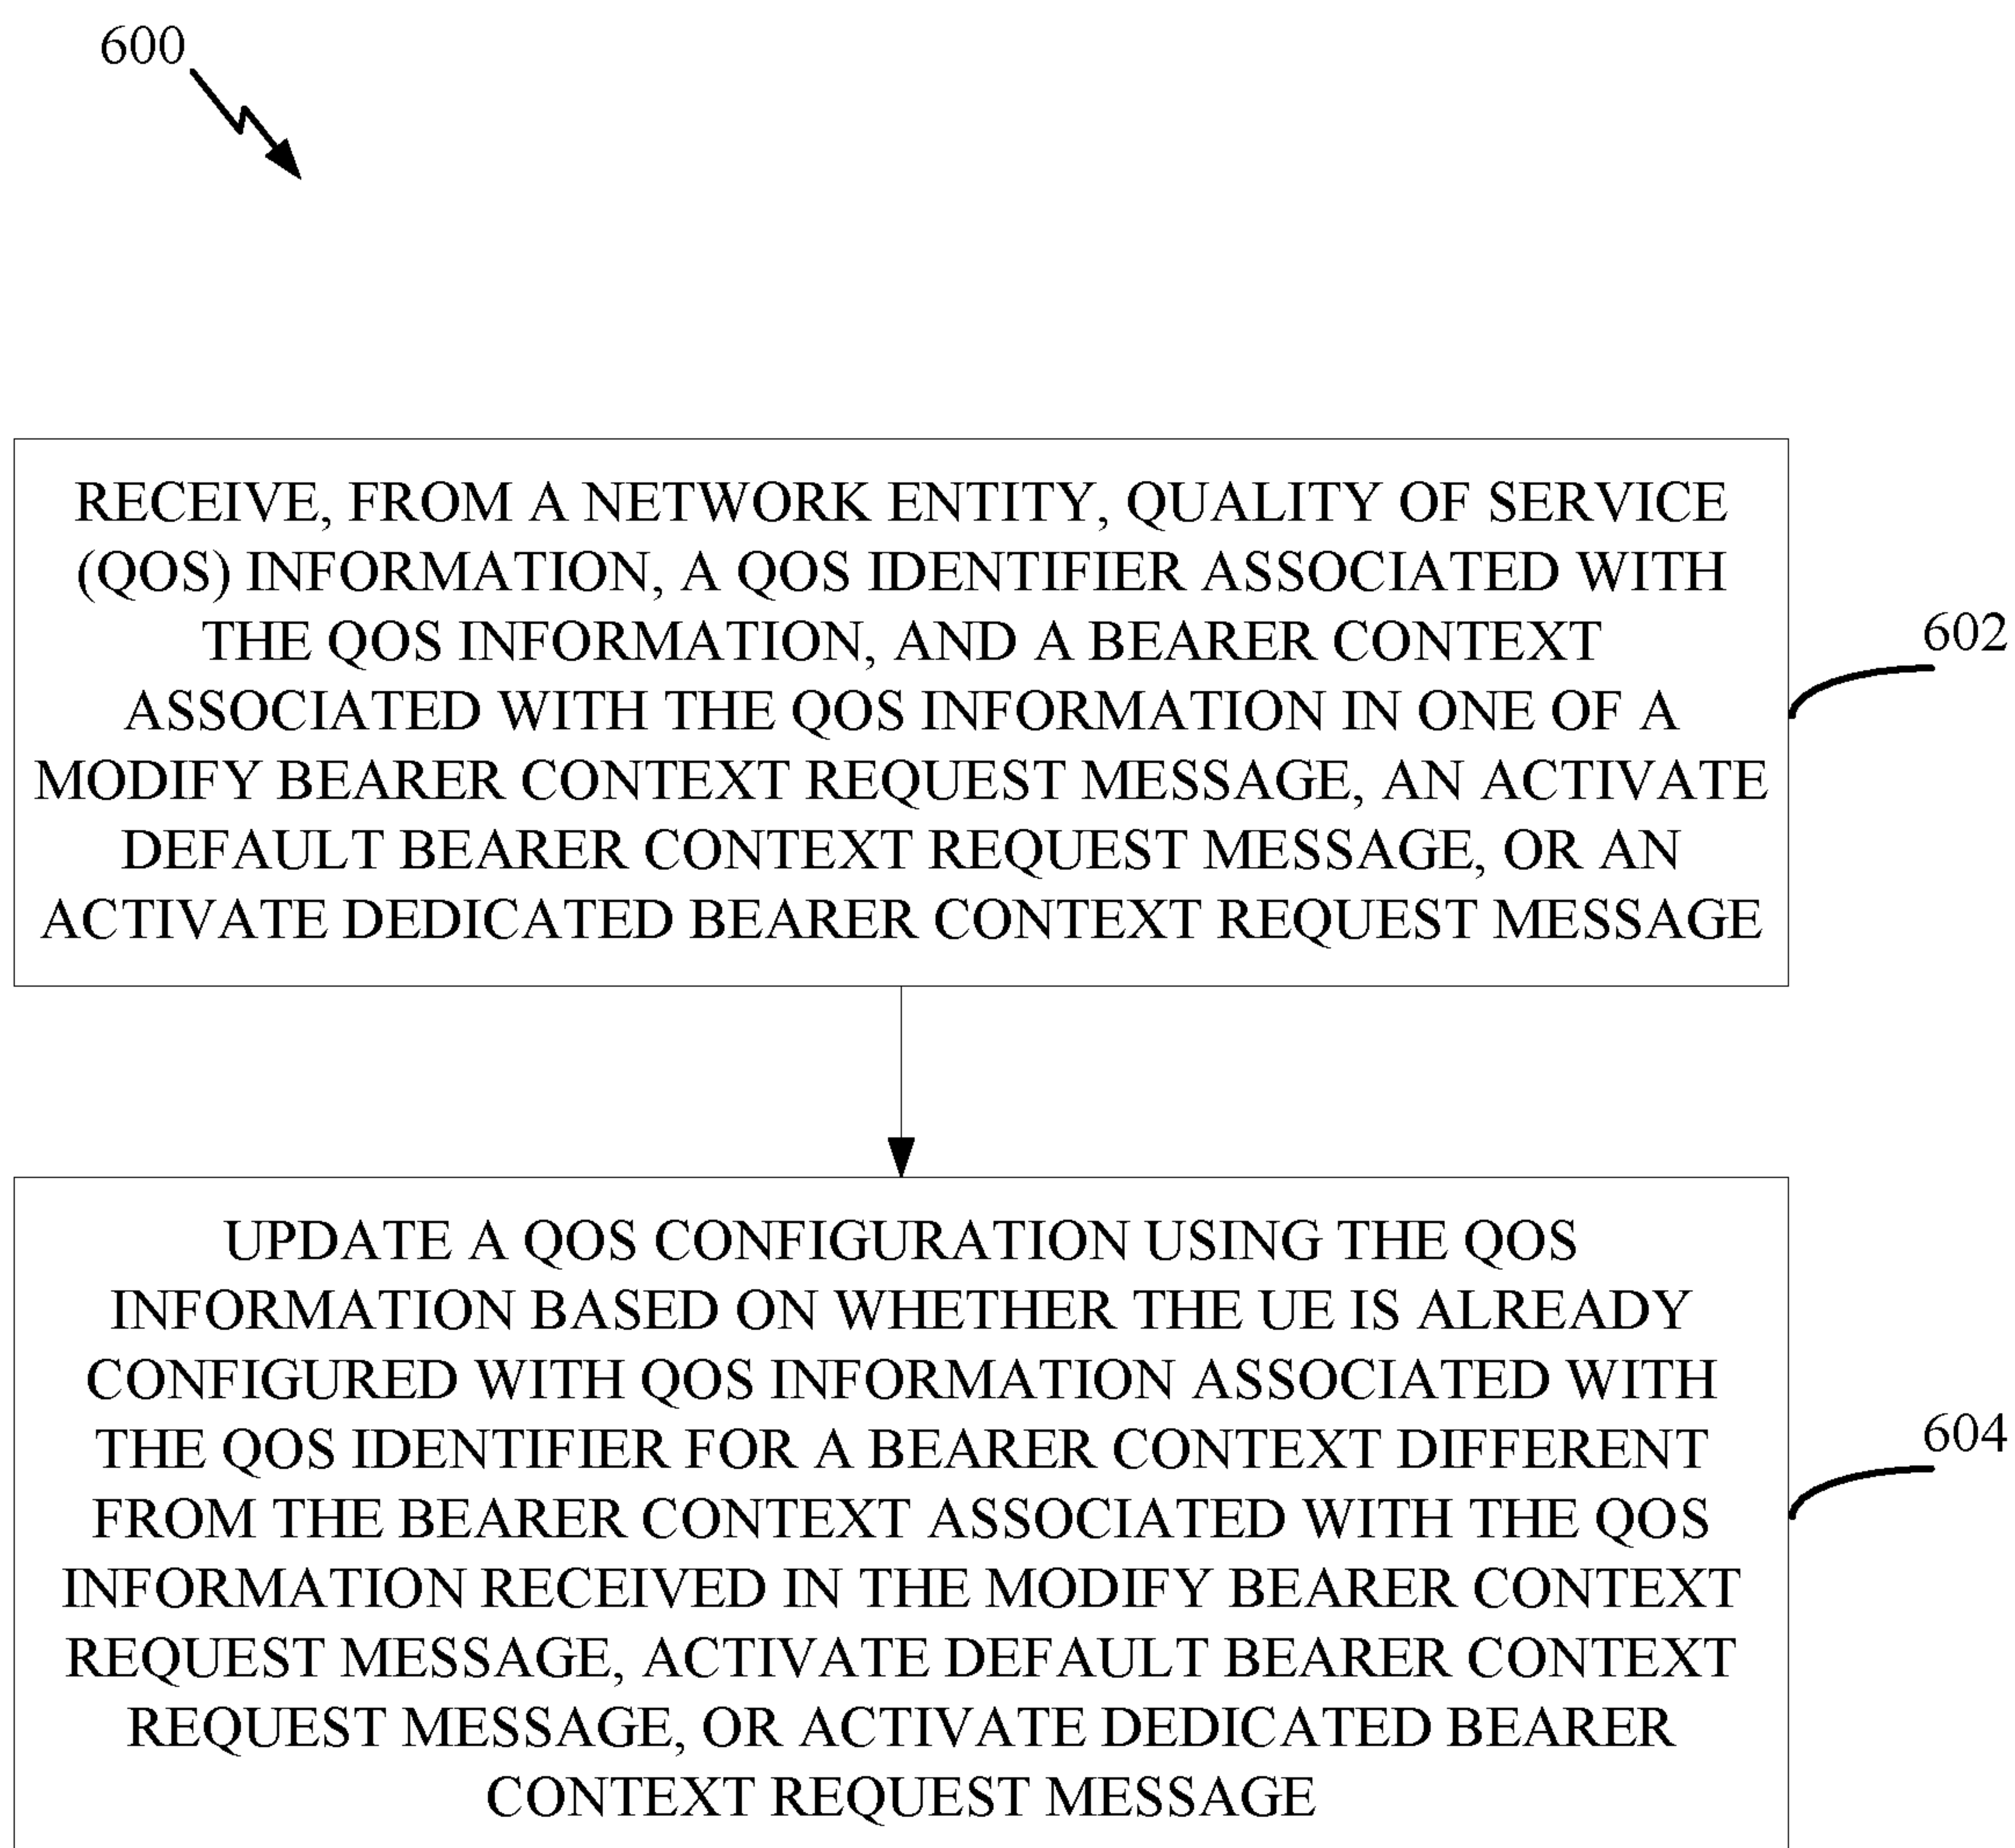 600
RECEIVE, FROM A NETWORK ENTITY, QUALITY OF SERVICE
(QOS) INFORMATION, A QOS IDENTIFIER ASSOCIATED WITH
THE QOS INFORMATION, AND A BEARER CONTEXT
ASSOCIATED WITH THE QOS INFORMATION IN ONE OF A
MODIFY BEARER CONTEXT REQUEST MESSAGE, AN ACTIVATE
DEFAULT BEARER CONTEXT REQUEST MESSAGE, OR AN
ACTIVATE DEDICATED BEARER CONTEXT REQUEST MESSAGE
602
UPDATE A QOS CONFIGURATION USING THE QOS
INFORMATION BASED ON WHETHER THE UE IS ALREADY
CONFIGURED WITH QOS INFORMATION ASSOCIATED WITH
THE QOS IDENTIFIER FOR A BEARER CONTEXT DIFFERENT
FROM THE BEARER CONTEXT ASSOCIATED WITH THE QOS
INFORMATION RECEIVED IN THE MODIFY BEARER CONTEXT
REQUEST MESSAGE, ACTIVATE DEFAULT BEARER CONTEXT
REQUEST MESSAGE, OR ACTIVATE DEDICATED BEARER
CONTEXT REQUEST MESSAGE
604